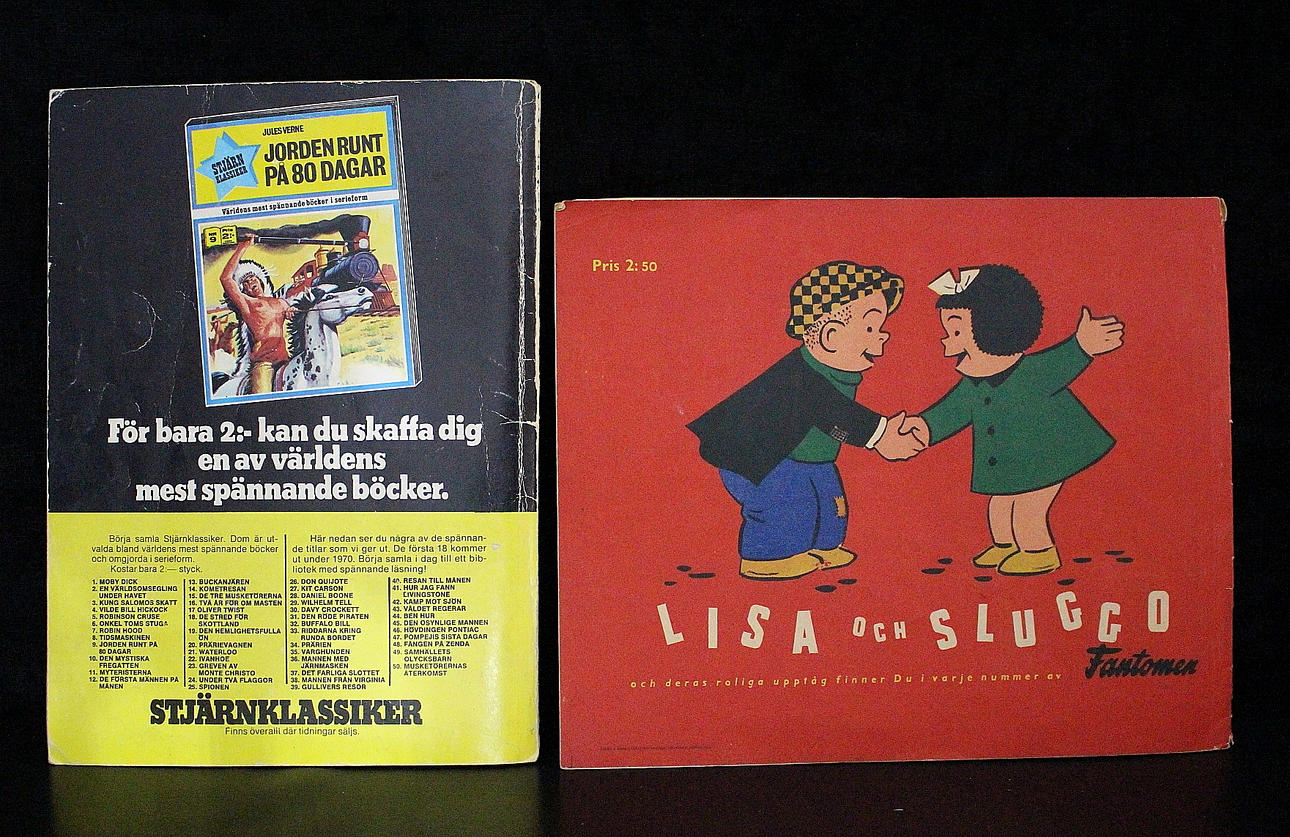 JULES VERNE
STJÄRN
KLASSIKER
JORDEN RUNT
PÅ 80 DAGAR
Världens mest spännande böcker i serieform
NR
9
Pris
2:-
För bara 2:- kan du skaffa dig
en av världens
mest spännande böcker.
Börja samla Stjärnklassiker. Dom är ut-
valda bland världens mest spännande böcker
och omgjorda i serieform.
Kostar bara 2:— styck.
Här nedan ser du några av de spännan-
de titlar som vi ger ut. De första 18 kommer
ut under 1970. Börja samla i dag till ett bib-
liotek med spännande läsning!
1. MOBY DICK
2. EN VÄRLDSOMSEGLING
UNDER HAVET
3. KUNG SALOMOS SKATT
4. VILDE BILL HICKOCK
5. ROBINSON CRUSE
6. ONKEL TOMS STUGA
7. ROBIN HOOD
8. TIDSMASKINEN
9. JORDEN RUNT PÅ
80 DAGAR
10. DEN MYSTISKA
FREGATTEN
11. MYTERISTERNA
12. DE FÖRSTA MÄNNEN PÅ
MÅNEN
13. BUCKANJÄREN
14. KOMETRESAN
15. DE TRE MUSKETÖRERNA
16. TVÅ ÅR FÖR OM MASTEN
17 OLIVER TWIST
18. DE STRED FÖR
SKOTTLAND
19. DEN HEMLIGHETSFULLA
ÖN
20. PRÄRIEVAGNEN
21. WATERLOO
22. IVANHOE
23. GREVEN AV
MONTE CHRISTO
24. UNDER TVÅ FLAGGOR
25. SPIONEN
26. DON QUIJOTE
27. KIT CARSON
28. DANIEL BOONE
29. WILHELM TELL
30. DAVY CROCKETT
31. DEN RÖDE PIRATEN
32. BUFFALO BILL
33. RIDDARNA KRING
RUNDA BORDET
34. PRÄRIEN
35. VARGHUNDEN
36. MANNEN MED
JÄRNMASKEN
37. DET FARLIGA SLOTTET
38. MANNEN FRÅN VIRGINIA
39. GULLIVERS RESOR
40. RESAN TILL MÅNEN
41. HUR JAG FANN
LIVINGSTONE
42. KAMP MOT SJÖN
43. VÅLDET REGERAR
44. BEN HUR
45. DEN OSYNLIGE MANNEN
46. HÖVDINGEN PONTIAC
47. POMPEJIS SISTA DAGAR
48. FÅNGEN PÅ ZENDA
49. SAMHÄLLETS
OLYCKSBARN
50. MUSKETÖRERNAS
ÅTERKOMST
STJÄRNKLASSIKER
Finns överallt där tidningar säljs.
Pris 2:50
LISA OCH SLUGGO
och deras roliga upptåg finner Du i varje nummer av
Fantomen